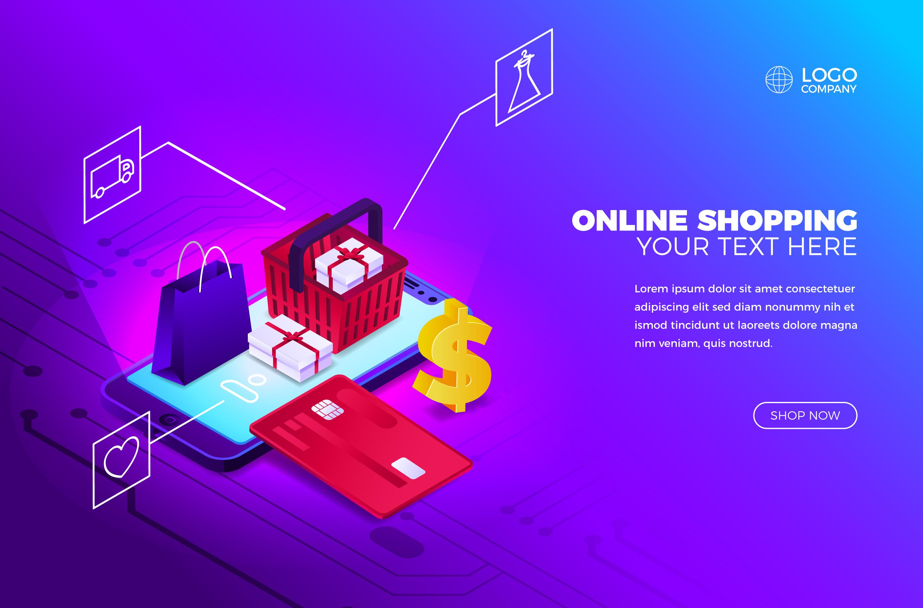 LOGO
COMPANY
ONLINE SHOPPING
YOUR TEXT HERE
Lorem ipsum dolor sit amet consectetuer
adipiscing elit sed diam nonummy nih et
ismod tincidunt ut laoreets dolore magna
nim veniam, quis nostrud.
SHOP NOW